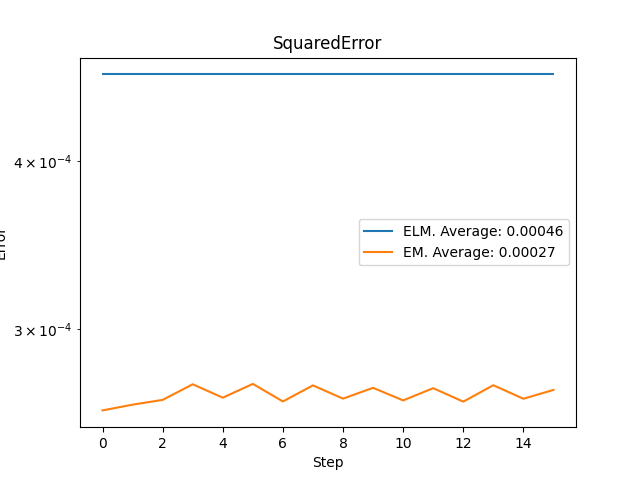 SquaredError
4 × 10⁻⁴
3 × 10⁻⁴
Error
ELM. Average: 0.00046
EM. Average: 0.00027
0 2 4 6 8 10 12 14
Step